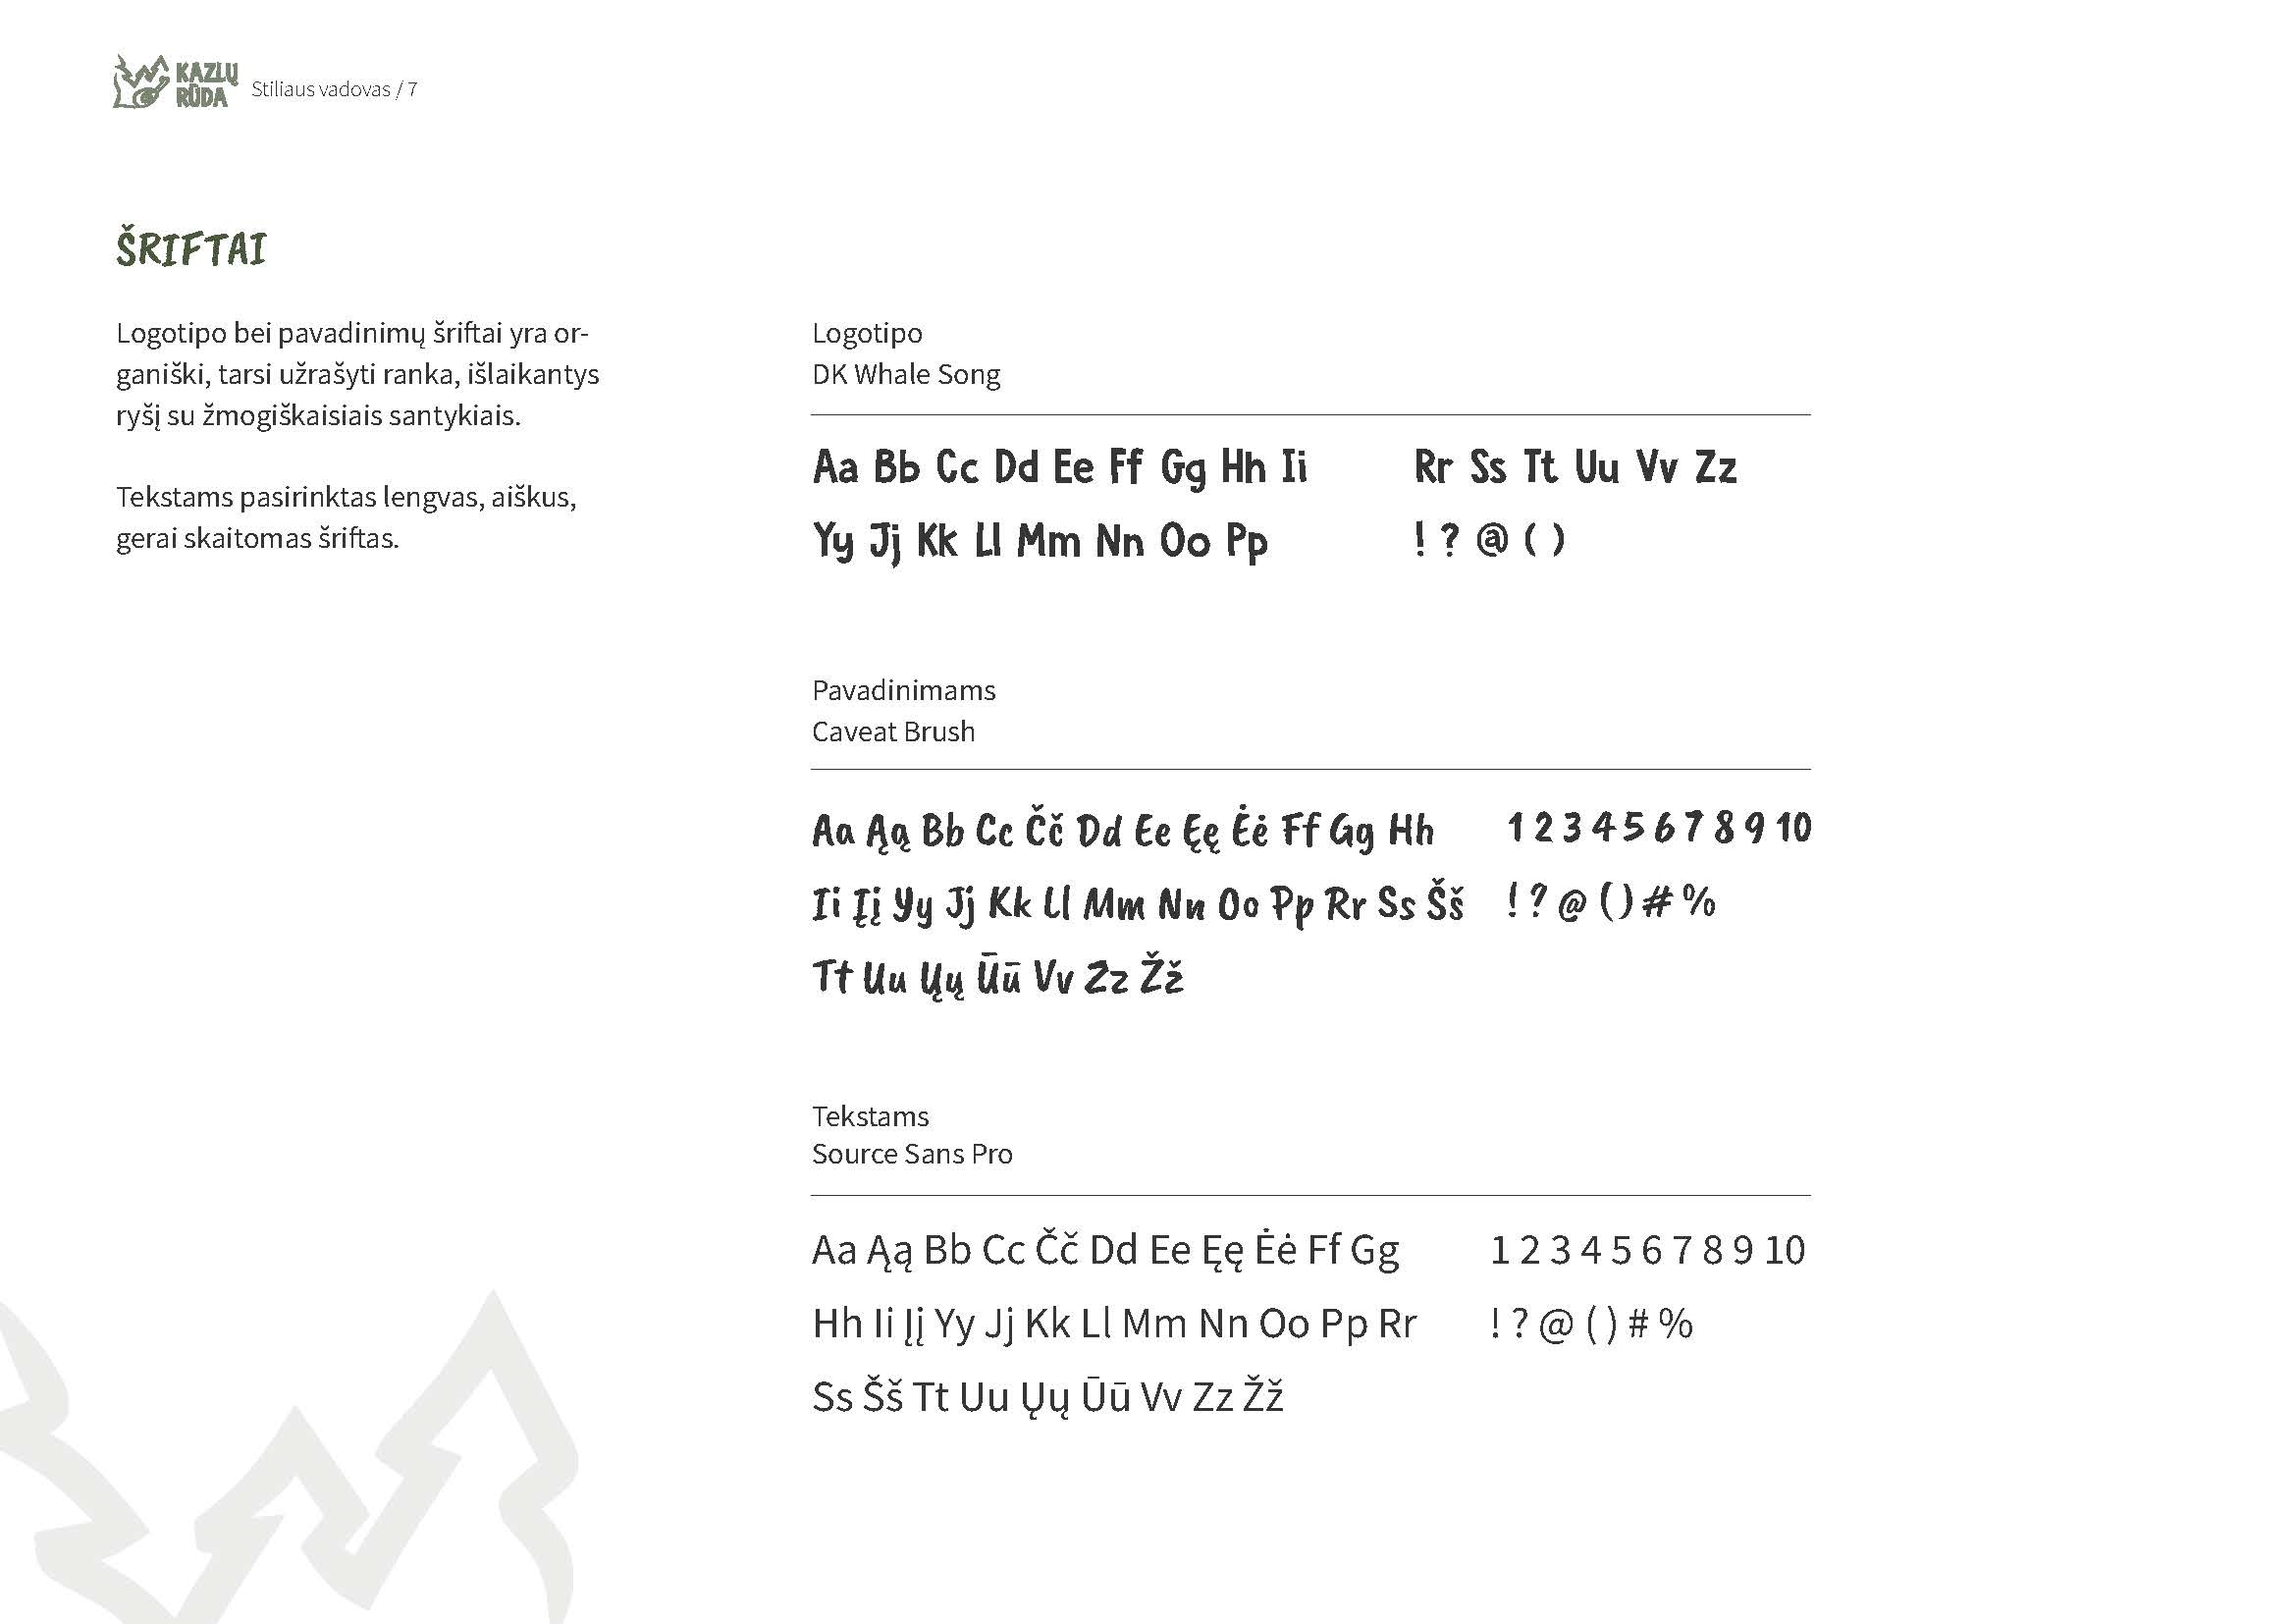 KAZLŲ
RŪDA
Stiliaus vadovas / 7
ŠRIFTAI
Logotipo bei pavadinimų šriftai yra or-
ganiški, tarsi užrašyti ranka, išlaikantys
ryšį su žmogiškaisiais santykiais.
Tekstams pasirinktas lengvas, aiškus,
gerai skaitomas šriftas.
Logotipo
DK Whale Song
Aa Bb Cc Dd Ee Ff Gg Hh Ii
Yy Jj Kk Ll Mm Nn Oo Pp
Rr Ss Tt Uu Vv Zz
! ? @ ( )
Pavadinimams
Caveat Brush
Aa Ąą Bb Cc Čč Dd Ee Ęę Ėė Ff Gg Hh
Ii Įį Yy Jj Kk Ll Mm Nn Oo Pp Rr Ss Šš
Tt Uu Ųų Ūū Vv Zz Žž
1 2 3 4 5 6 7 8 9 10
! ? @ ( ) # %
Tekstams
Source Sans Pro
Aa Ąą Bb Cc Čč Dd Ee Ęę Ėė Ff Gg
Hh Ii Įį Yy Jj Kk Ll Mm Nn Oo Pp Rr
Ss Šš Tt Uu Ųų Ūū Vv Zz Žž
1 2 3 4 5 6 7 8 9 10
! ? @ ( ) # %